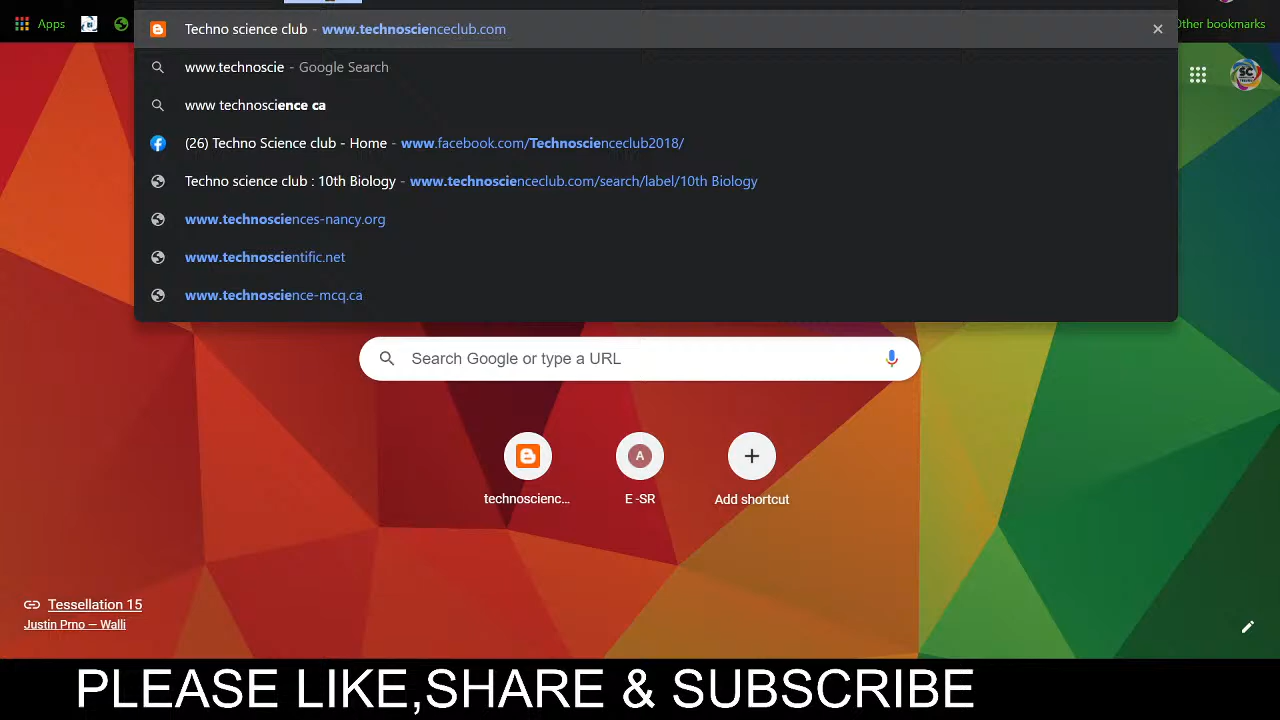 Apps
Other bookmarks
Techno science club - www.technoscienceclub.com
www.technoscie - Google Search
www technoscience ca
(26) Techno Science club - Home - www.facebook.com/Technoscienceclub2018/
Techno science club : 10th Biology - www.technoscienceclub.com/search/label/10th Biology
www.technosciences-nancy.org
www.technoscientific.net
www.technoscience-mcq.ca
SC
Search Google or type a URL
A
technoscienc...
E -SR
Add shortcut
Tessellation 15
Justin Prno — Walli
PLEASE LIKE,SHARE & SUBSCRIBE